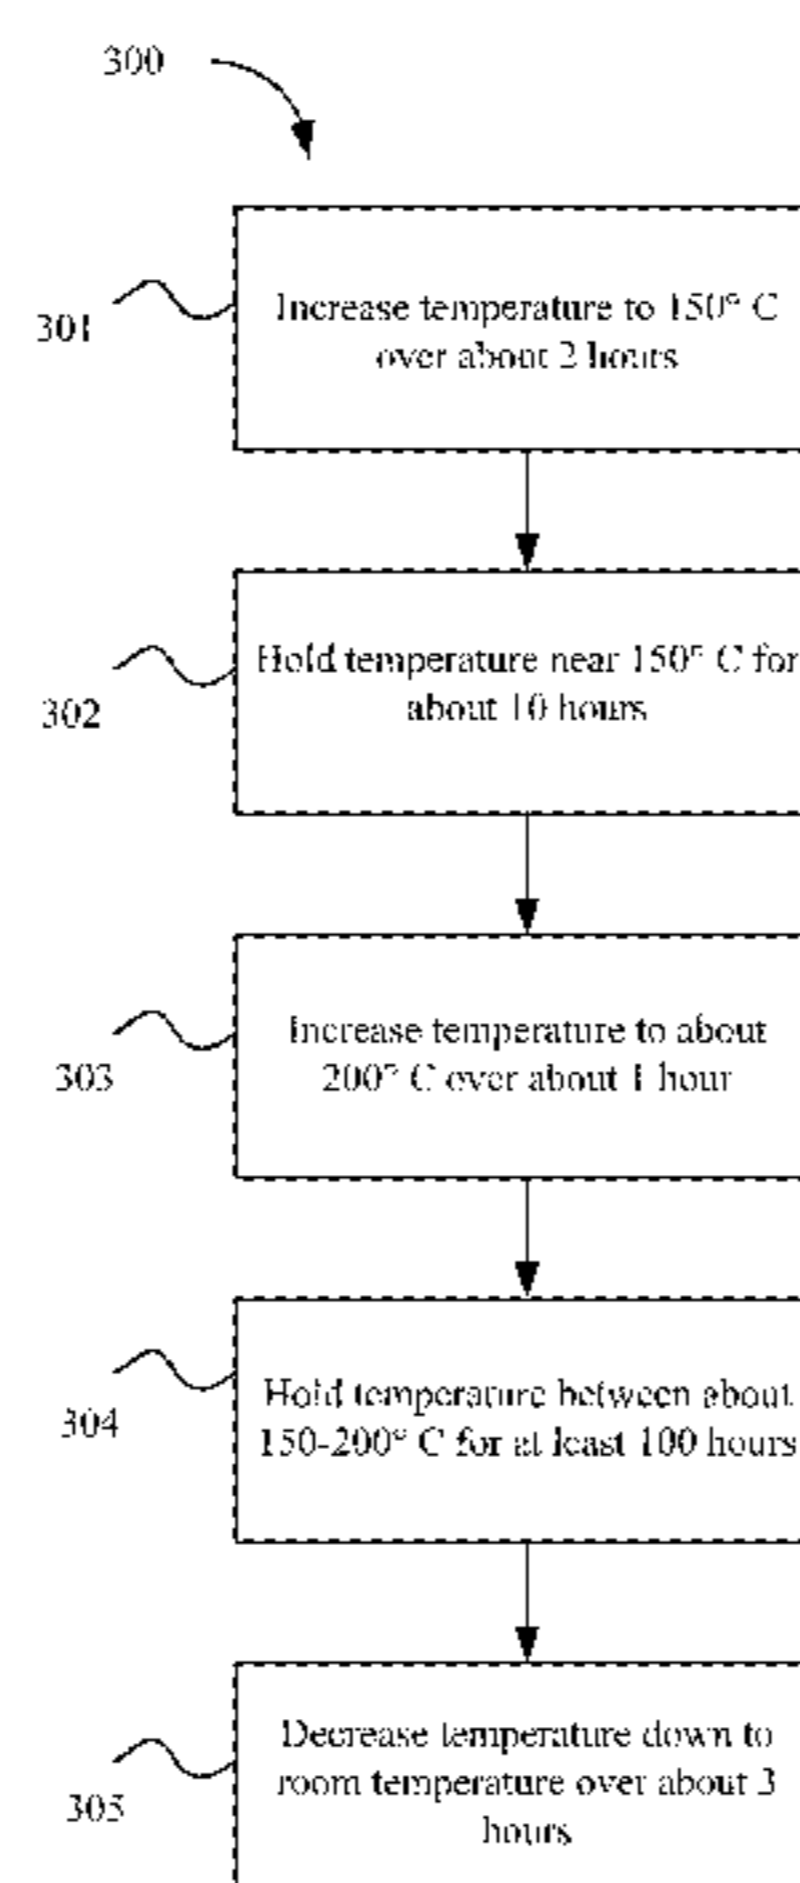 300
301
Increase temperature to 150° C
over about 2 hours
302
Hold temperature near 150° C for
about 10 hours
303
Increase temperature to about
200° C over about 1 hour
304
Hold temperature between about
150-200° C for at least 100 hours
305
Decrease temperature down to
room temperature over about 3
hours